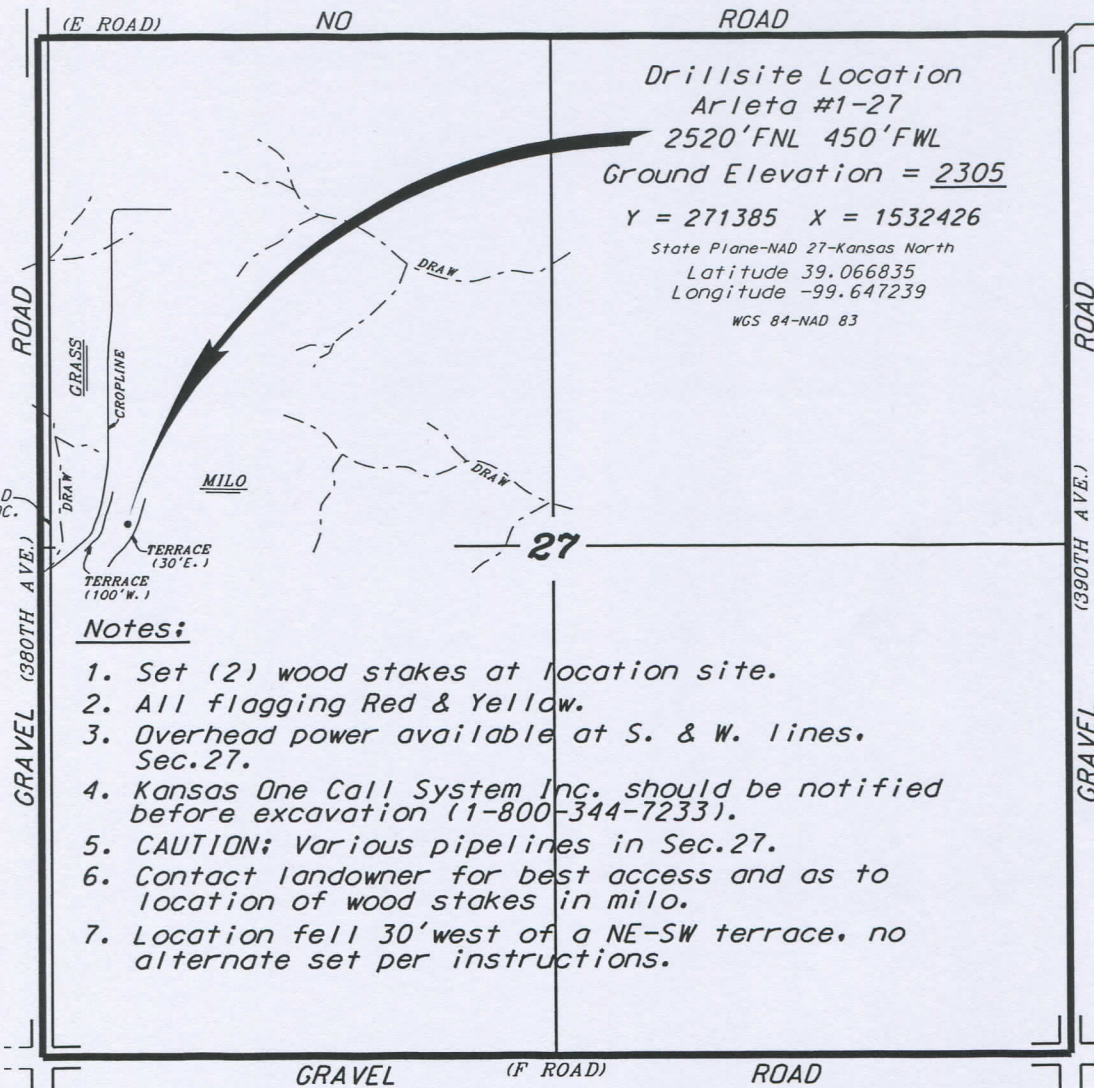 (E ROAD) NO ROAD
Drillsite Location
Arleta #1-27
2520'FNL 450'FWL
Ground Elevation = 2305
Y = 271385 X = 1532426
State Plane-NAD 27-Kansas North
Latitude 39.066835
Longitude -99.647239
WGS 84-NAD 83
GRAVEL (380TH AVE.) ROAD
GRASS
CROPLINE
DRAW
DRAW
MILO
DRAW
D
OC.
TERRACE
(30'E.)
TERRACE
(100'W.)
27
GRAVEL (390TH AVE.) ROAD
Notes:
1. Set (2) wood stakes at location site.
2. All flagging Red & Yellow.
3. Overhead power available at S. & W. lines.
Sec.27.
4. Kansas One Call System Inc. should be notified
before excavation (1-800-344-7233).
5. CAUTION: Various pipelines in Sec.27.
6. Contact landowner for best access and as to
location of wood stakes in milo.
7. Location fell 30'west of a NE-SW terrace. no
alternate set per instructions.
GRAVEL (F ROAD) ROAD